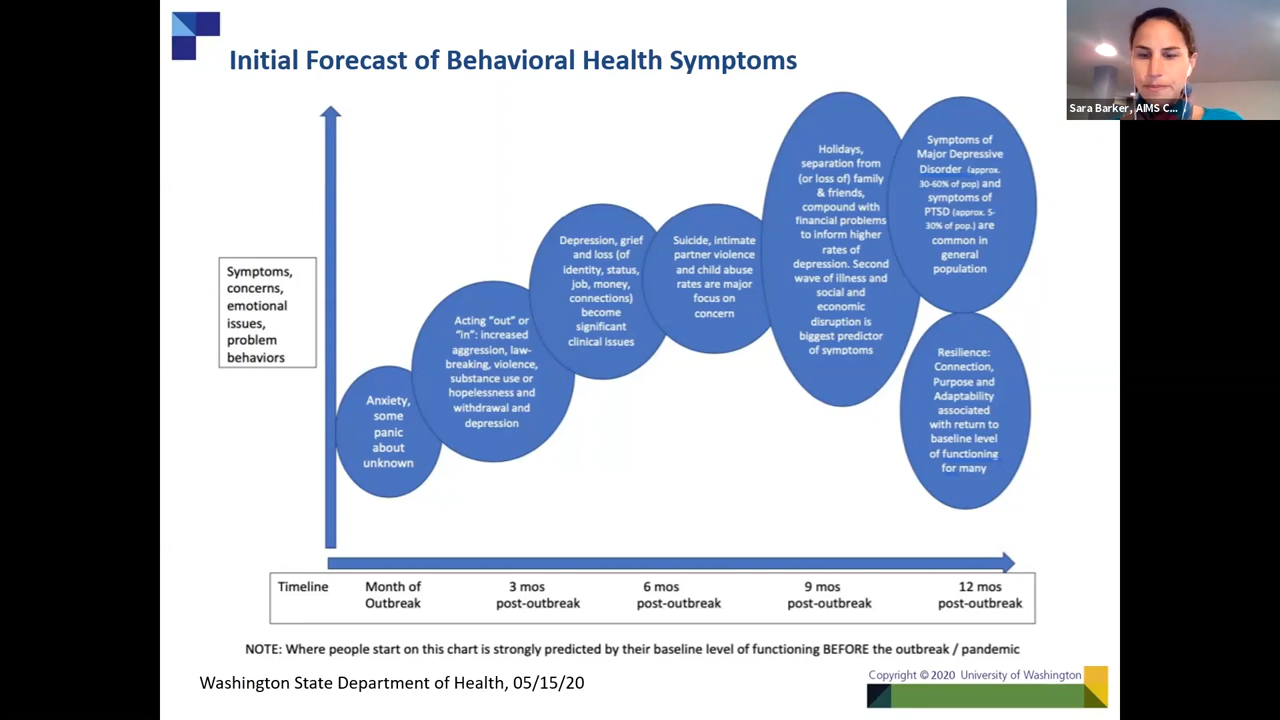 Initial Forecast of Behavioral Health Symptoms
Sara Barker, AIMS C...
Symptoms,
concerns,
emotional
issues,
problem
behaviors
Anxiety,
some
panic
about
unknown
Acting “out” or
“in”: increased
aggression, law-
breaking, violence,
substance use or
hopelessness and
withdrawal and
depression
Depression, grief
and loss (of
identity, status,
job, money,
connections)
become
significant
clinical issues
Suicide, intimate
partner violence
and child abuse
rates are major
focus on
concern
Holidays,
separation from
(or loss of) family
& friends,
compound with
financial problems
to inform higher
rates of
depression. Second
wave of illness and
social and
economic
disruption is
biggest predictor
of symptoms
Symptoms of
Major Depressive
Disorder (approx.
30-60% of pop) and
symptoms of
PTSD (approx. 5-
30% of pop.) are
common in
general
population
Resilience:
Connection,
Purpose and
Adaptability
associated
with return to
baseline level
of functioning
for many
Timeline
Month of
Outbreak
3 mos
post-outbreak
6 mos
post-outbreak
9 mos
post-outbreak
12 mos
post-outbreak
NOTE: Where people start on this chart is strongly predicted by their baseline level of functioning BEFORE the outbreak / pandemic
Washington State Department of Health, 05/15/20
Copyright © 2020 University of Washington